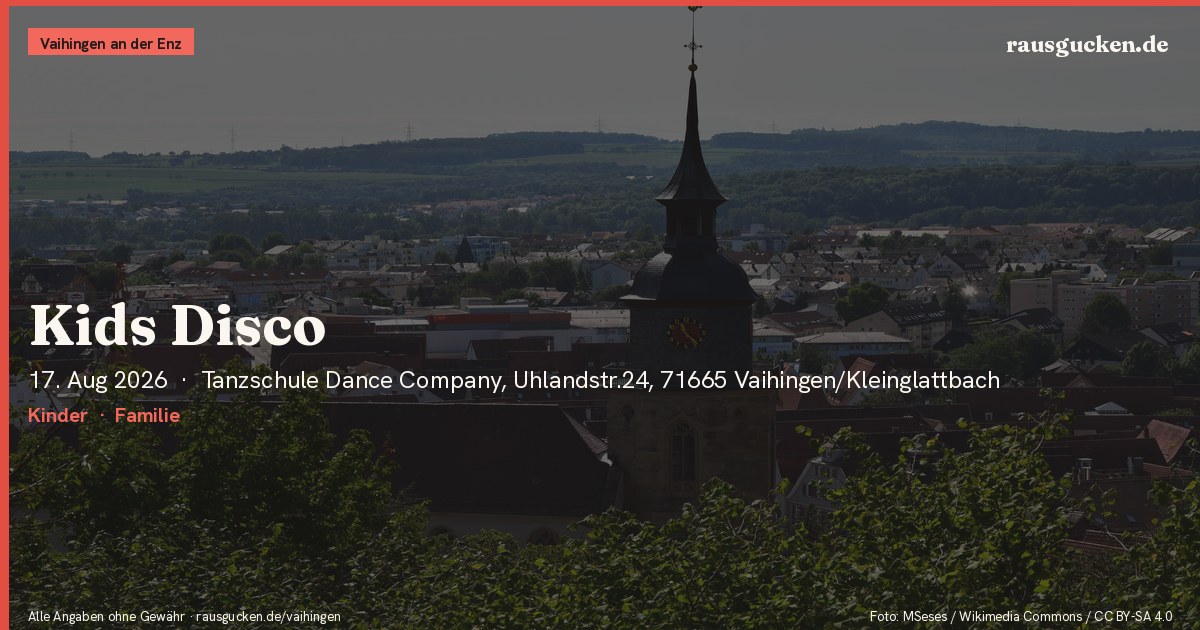 Vaihingen an der Enz
rausgucken.de
Kids Disco
17. Aug 2026 · Tanzschule Dance Company, Uhlandstr.24, 71665 Vaihingen/Kleinglattbach
Kinder · Familie
Alle Angaben ohne Gewähr · rausgucken.de/vaihingen
Foto: MSeses / Wikimedia Commons / CC BY-SA 4.0